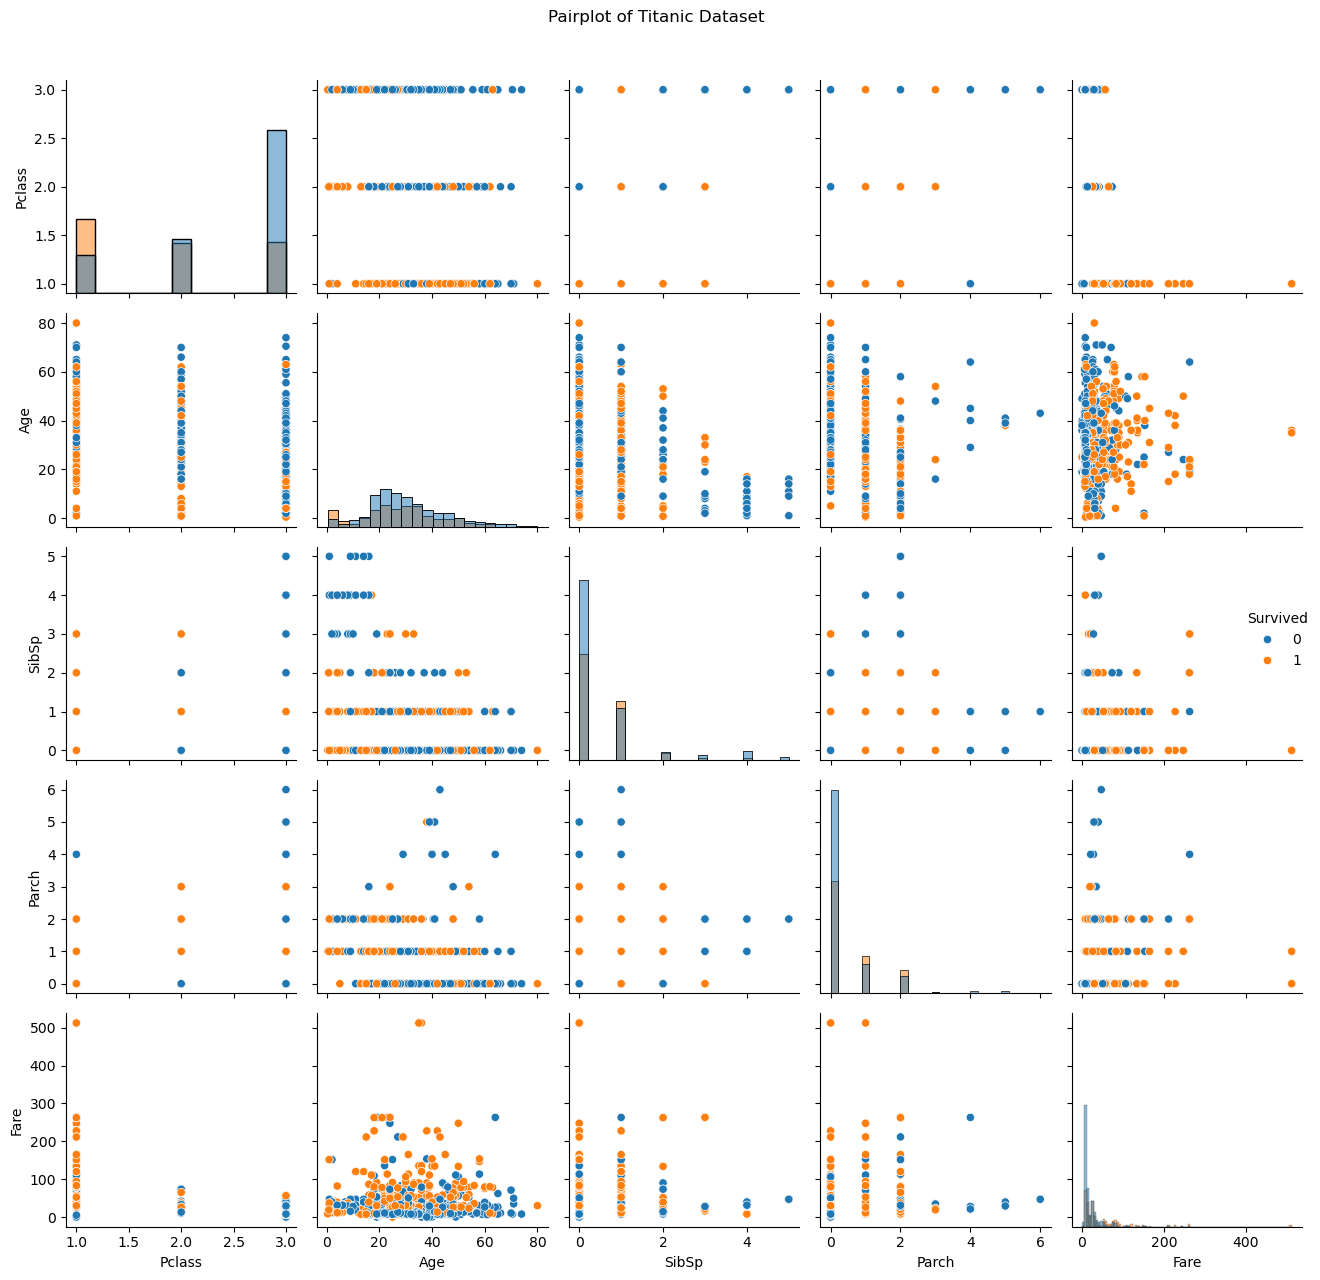 Pairplot of Titanic Dataset
3.0
2.5
2.0
1.5
1.0
Pclass
80
60
40
20
0
Age
5
4
3
2
1
0
SibSp
Survived
0
1
6
5
4
3
2
1
0
Parch
500
400
300
200
100
0
Fare
1.0 1.5 2.0 2.5 3.0
0 20 40 60 80
0 2 4
0 2 4 6
0 200 400
Pclass Age SibSp Parch Fare